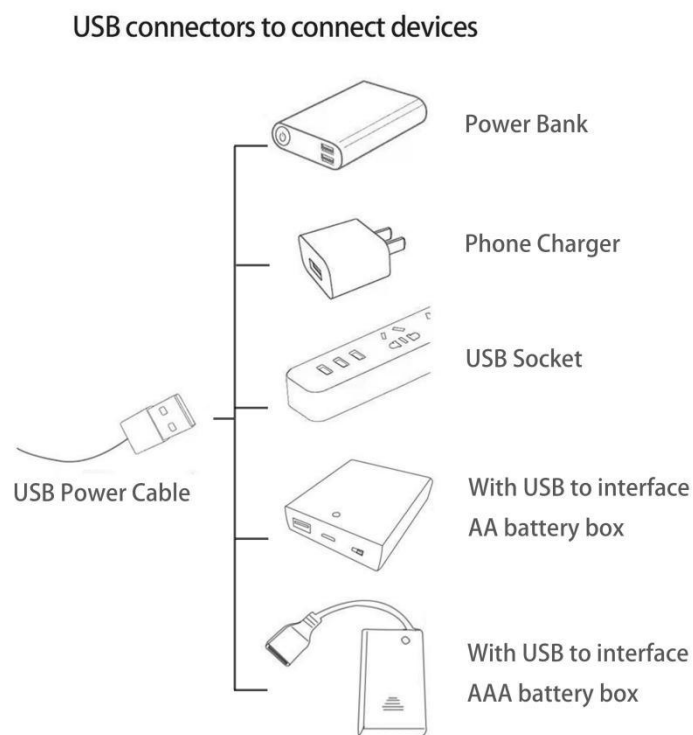 USB connectors to connect devices
Power Bank
Phone Charger
USB Socket
USB Power Cable
With USB to interface
AA battery box
With USB to interface
AAA battery box